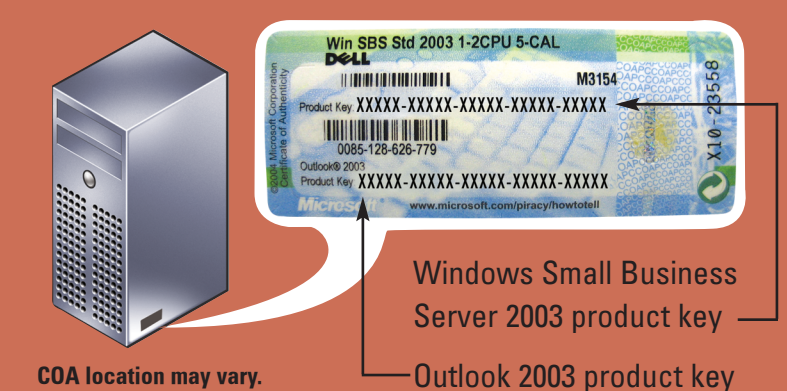 Win SBS Std 2003 1-2CPU 5-CAL
DELL
M3154
Product Key XXXXX-XXXXX-XXXXX-XXXXX-XXXXX
0085-128-626-779
Outlook® 2003
Product Key XXXXX-XXXXX-XXXXX-XXXXX-XXXXX
Microsoft
www.microsoft.com/piracy/howtotell
©2004 Microsoft Corporation
Certificate of Authenticity
X10-23558
Windows Small Business
Server 2003 product key
Outlook 2003 product key
COA location may vary.